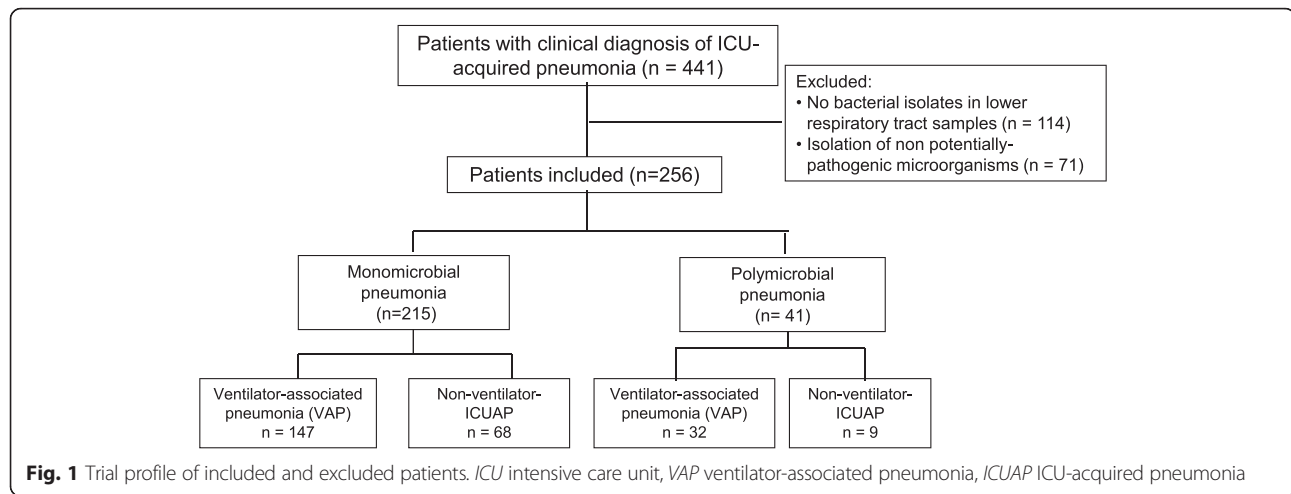 Patients with clinical diagnosis of ICU-
acquired pneumonia (n = 441)
Excluded:
• No bacterial isolates in lower
respiratory tract samples (n = 114)
• Isolation of non potentially-
pathogenic microorganisms (n = 71)
Patients included (n=256)
Monomicrobial
pneumonia
(n=215)
Polymicrobial
pneumonia
(n= 41)
Ventilator-associated
pneumonia (VAP)
n = 147
Non-ventilator-
ICUAP
n = 68
Ventilator-associated
pneumonia (VAP)
n = 32
Non-ventilator-
ICUAP
n = 9
Fig. 1 Trial profile of included and excluded patients. ICU intensive care unit, VAP ventilator-associated pneumonia, ICUAP ICU-acquired pneumonia